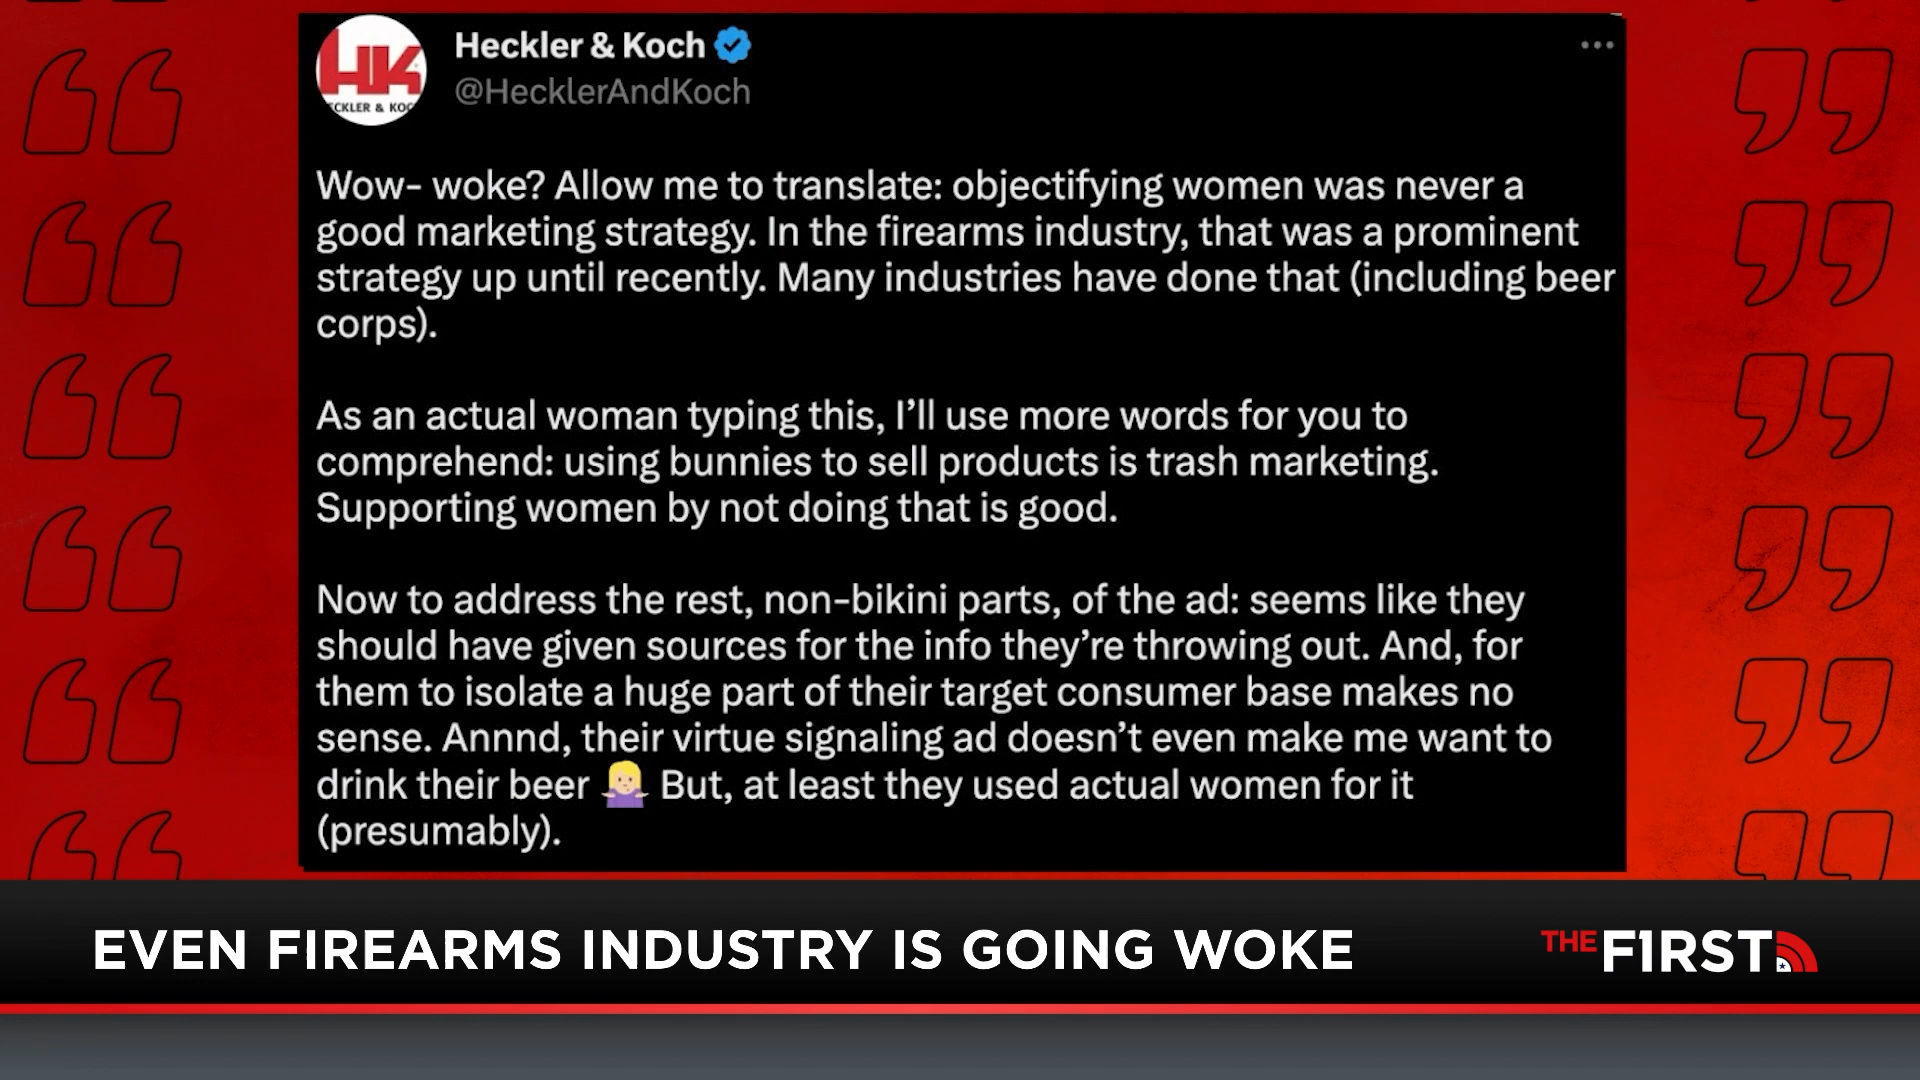 HK
CKLER & KOC
Heckler & Koch
@HecklerAndKoch
Wow- woke? Allow me to translate: objectifying women was never a
good marketing strategy. In the firearms industry, that was a prominent
strategy up until recently. Many industries have done that (including beer
corps).
As an actual woman typing this, I’ll use more words for you to
comprehend: using bunnies to sell products is trash marketing.
Supporting women by not doing that is good.
Now to address the rest, non-bikini parts, of the ad: seems like they
should have given sources for the info they’re throwing out. And, for
them to isolate a huge part of their target consumer base makes no
sense. Annnd, their virtue signaling ad doesn’t even make me want to
drink their beer 🤷🏼‍♀️ But, at least they used actual women for it
(presumably).
EVEN FIREARMS INDUSTRY IS GOING WOKE
THE F1RST